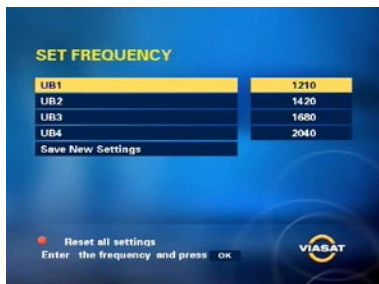 SET FREQUENCY
UB1 1210
UB2 1420
UB3 1680
UB4 2040
Save New Settings
Reset all settings
Enter the frequency and press OK
VIASAT